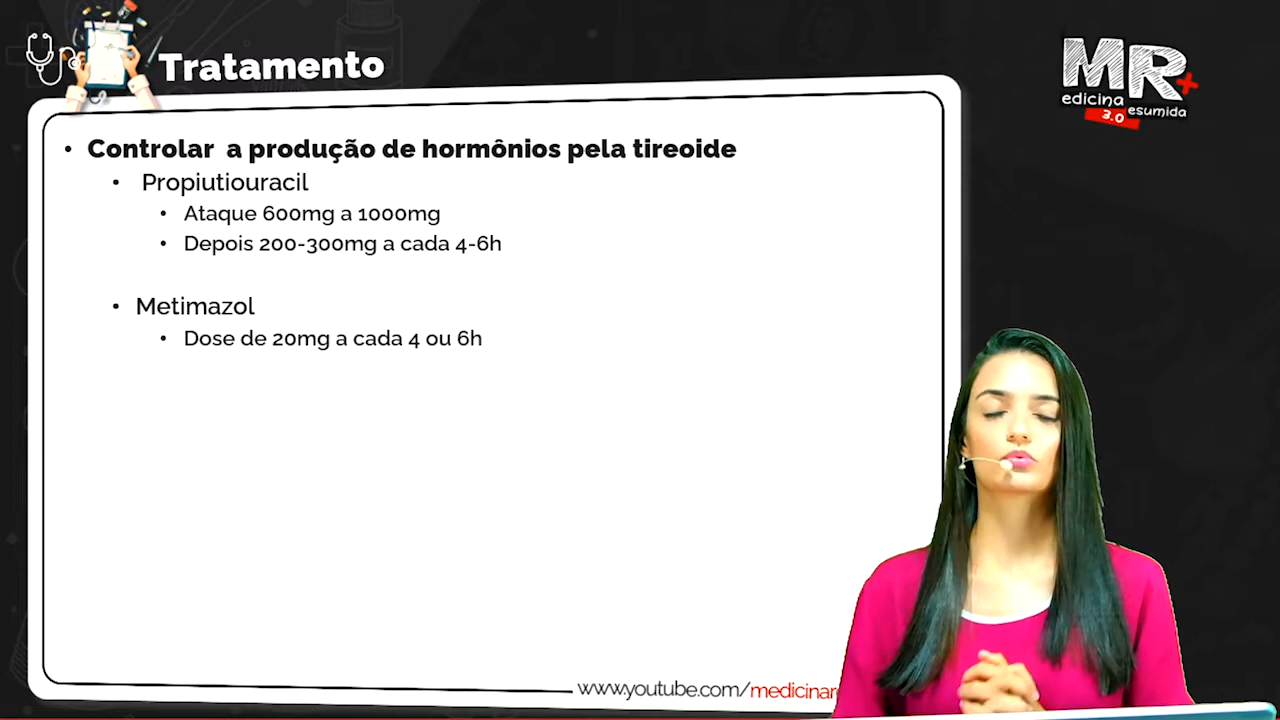 Tratamento
MR+
edicina esumida
3.0
• Controlar a produção de hormônios pela tireoide
• Propiutiouracil
• Ataque 600mg a 1000mg
• Depois 200-300mg a cada 4-6h
• Metimazol
• Dose de 20mg a cada 4 ou 6h
www.youtube.com/medicinar